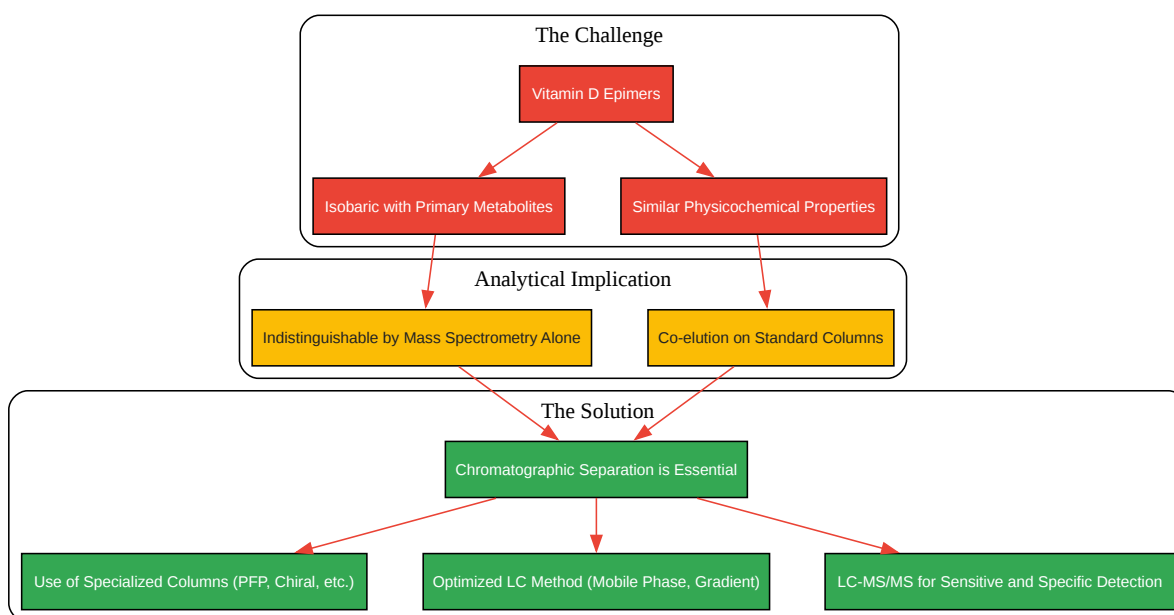 The Challenge
Vitamin D Epimers
Isobaric with Primary Metabolites
Similar Physicochemical Properties
Analytical Implication
Indistinguishable by Mass Spectrometry Alone
Co-elution on Standard Columns
The Solution
Chromatographic Separation is Essential
Use of Specialized Columns (PFP, Chiral, etc.)
Optimized LC Method (Mobile Phase, Gradient)
LC-MS/MS for Sensitive and Specific Detection